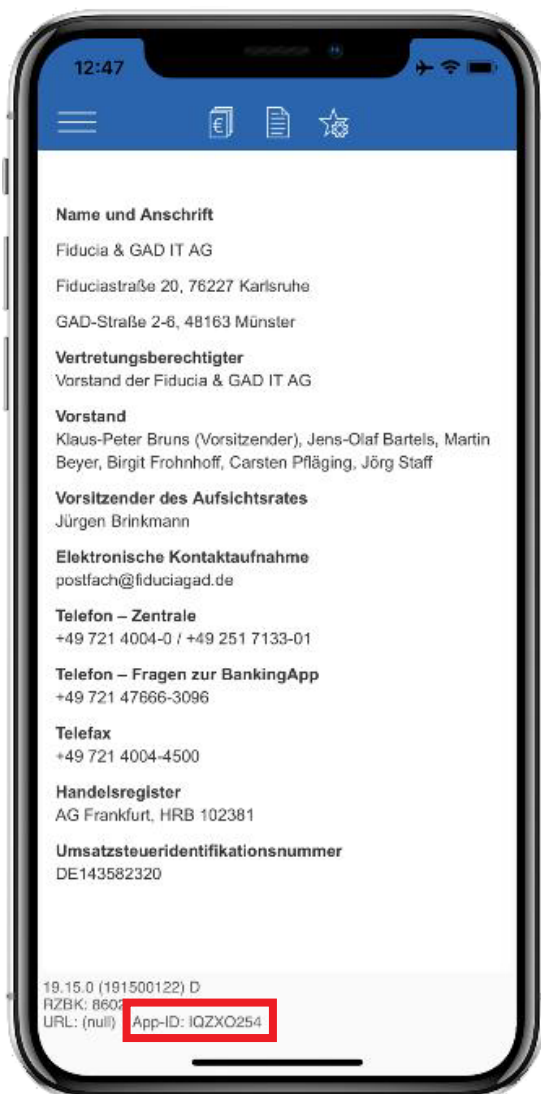 12:47
Name und Anschrift
Fiducia & GAD IT AG
Fiduciastraße 20, 76227 Karlsruhe
GAD-Straße 2-6, 48163 Münster
Vertretungsberechtigter
Vorstand der Fiducia & GAD IT AG
Vorstand
Klaus-Peter Bruns (Vorsitzender), Jens-Olaf Bartels, Martin
Beyer, Birgit Frohnhoff, Carsten Pfläging, Jörg Staff
Vorsitzender des Aufsichtsrates
Jürgen Brinkmann
Elektronische Kontaktaufnahme
postfach@fiduciagad.de
Telefon – Zentrale
+49 721 4004-0 / +49 251 7133-01
Telefon – Fragen zur BankingApp
+49 721 47666-3096
Telefax
+49 721 4004-4500
Handelsregister
AG Frankfurt, HRB 102381
Umsatzsteueridentifikationsnummer
DE143582320
19.15.0 (191500122) D
RZBK: 8602
URL: (null) App-ID: IQZXO254